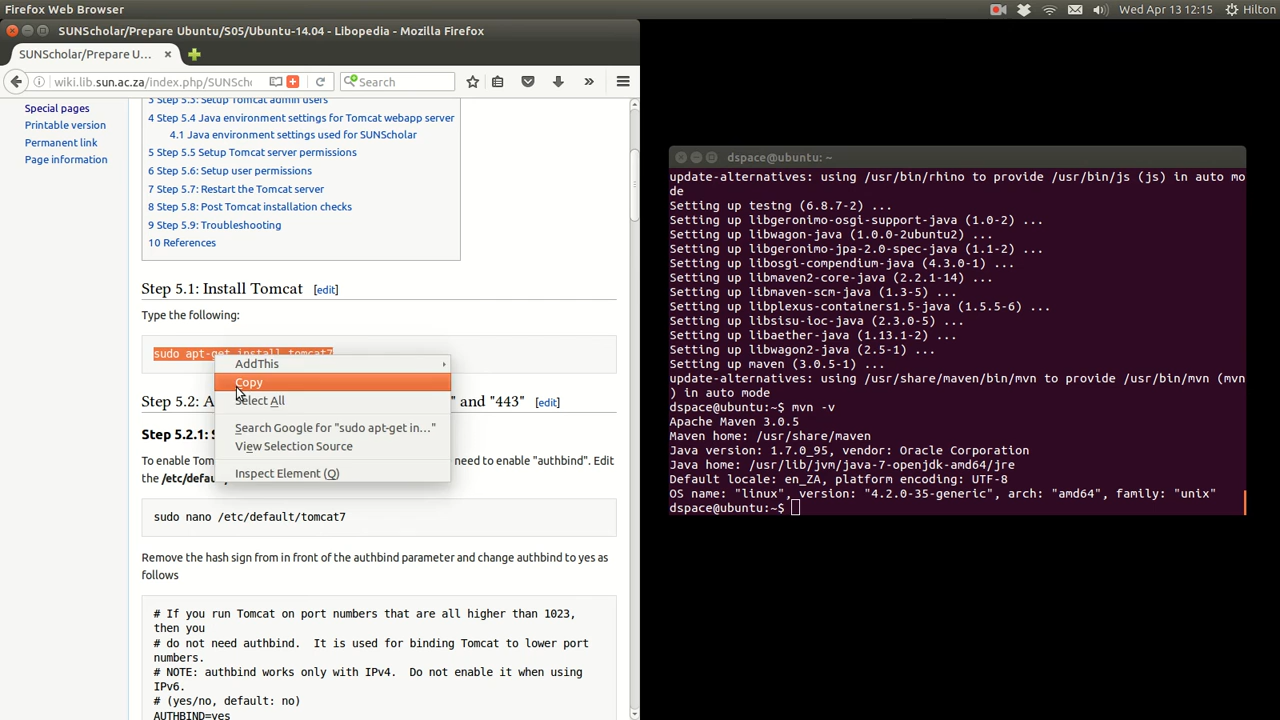 Firefox Web Browser
Wed Apr 13 12:15
Hilton
SUNScholar/Prepare Ubuntu/S05/Ubuntu-14.04 - Libopedia - Mozilla Firefox
SUNScholar/Prepare U...
wiki.lib.sun.ac.za/index.php/SUNSch
Search
Special pages
Printable version
Permanent link
Page information
3 Step 5.3: Setup Tomcat admin users
4 Step 5.4: Java environment settings for Tomcat webapp server
4.1 Java environment settings used for SUNScholar
5 Step 5.5 Setup Tomcat server permissions
6 Step 5.6: Setup user permissions
7 Step 5.7: Restart the Tomcat server
8 Step 5.8: Post Tomcat installation checks
9 Step 5.9: Troubleshooting
10 References
Step 5.1: Install Tomcat [edit]
Type the following:
sudo apt-get install tomcat7
AddThis
Copy
Select All
Search Google for "sudo apt-get in..."
View Selection Source
Inspect Element (Q)
Step 5.2: A
" and "443" [edit]
Step 5.2.1: S
To enable Tom
need to enable "authbind". Edit
the /etc/defau
sudo nano /etc/default/tomcat7
Remove the hash sign from in front of the authbind parameter and change authbind to yes as
follows
# If you run Tomcat on port numbers that are all higher than 1023,
then you
# do not need authbind. It is used for binding Tomcat to lower port
numbers.
# NOTE: authbind works only with IPv4. Do not enable it when using
IPv6.
# (yes/no, default: no)
AUTHBIND=yes
dspace@ubuntu: ~
update-alternatives: using /usr/bin/rhino to provide /usr/bin/js (js) in auto mo
de
Setting up testng (6.8.7-2) ...
Setting up libgeronimo-osgi-support-java (1.0-2) ...
Setting up libwagon-java (1.0.0-2ubuntu2) ...
Setting up libgeronimo-jpa-2.0-spec-java (1.1-2) ...
Setting up libosgi-compendium-java (4.3.0-1) ...
Setting up libmaven2-core-java (2.2.1-14) ...
Setting up libmaven-scm-java (1.3-5) ...
Setting up libplexus-containers1.5-java (1.5.5-6) ...
Setting up libsisu-ioc-java (2.3.0-5) ...
Setting up libaether-java (1.13.1-2) ...
Setting up libwagon2-java (2.5-1) ...
Setting up maven (3.0.5-1) ...
update-alternatives: using /usr/share/maven/bin/mvn to provide /usr/bin/mvn (mvn
) in auto mode
dspace@ubuntu:~$ mvn -v
Apache Maven 3.0.5
Maven home: /usr/share/maven
Java version: 1.7.0_95, vendor: Oracle Corporation
Java home: /usr/lib/jvm/java-7-openjdk-amd64/jre
Default locale: en_ZA, platform encoding: UTF-8
OS name: "linux", version: "4.2.0-35-generic", arch: "amd64", family: "unix"
dspace@ubuntu:~$